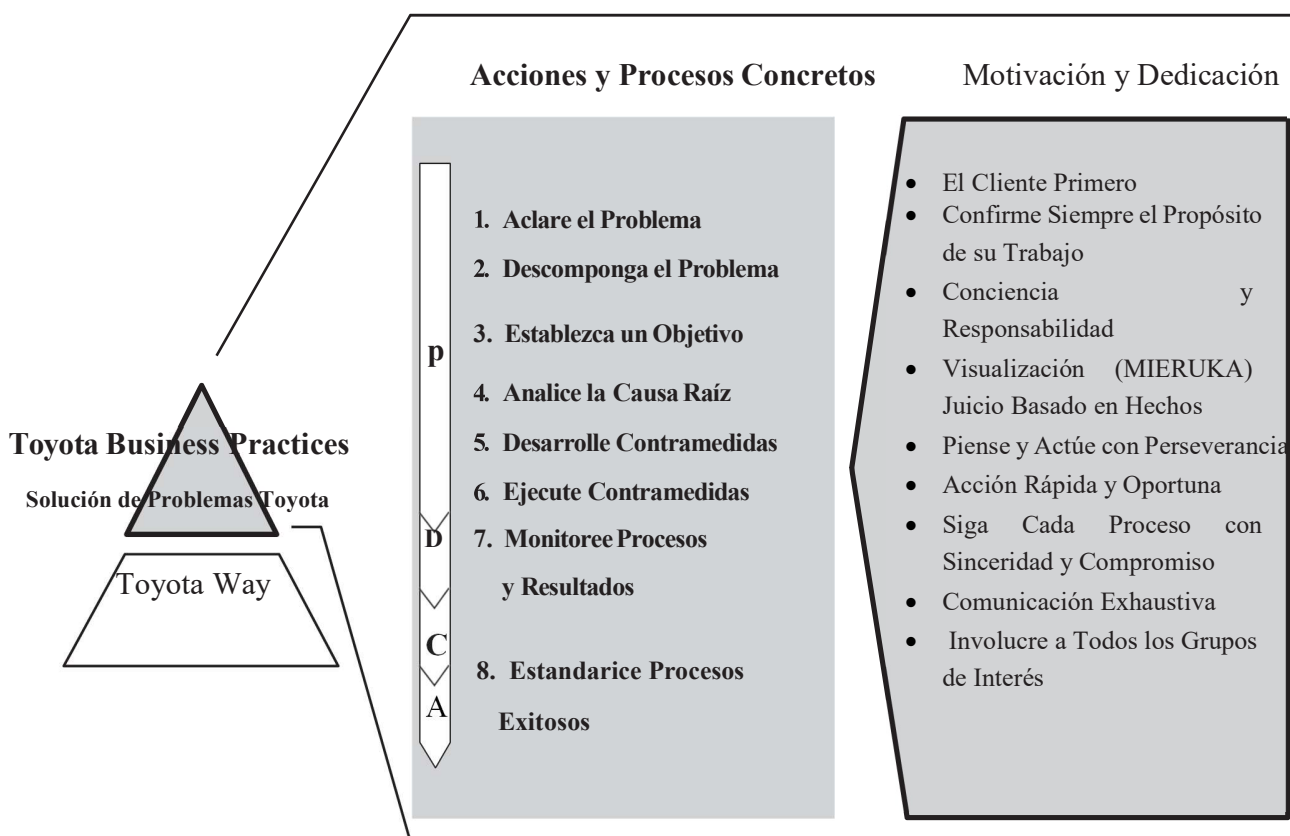 Acciones y Procesos Concretos
Motivación y Dedicación
p
D
C
A
1. Aclare el Problema
2. Descomponga el Problema
3. Establezca un Objetivo
4. Analice la Causa Raíz
5. Desarrolle Contramedidas
6. Ejecute Contramedidas
7. Monitoree Procesos
y Resultados
8. Estandarice Procesos
Exitosos
• El Cliente Primero
• Confirme Siempre el Propósito
de su Trabajo
• Conciencia y
Responsabilidad
• Visualización (MIERUKA)
Juicio Basado en Hechos
• Piense y Actúe con Perseverancia
• Acción Rápida y Oportuna
• Siga Cada Proceso con
Sinceridad y Compromiso
• Comunicación Exhaustiva
• Involucre a Todos los Grupos
de Interés
Toyota Business Practices
Solución de Problemas Toyota
Toyota Way